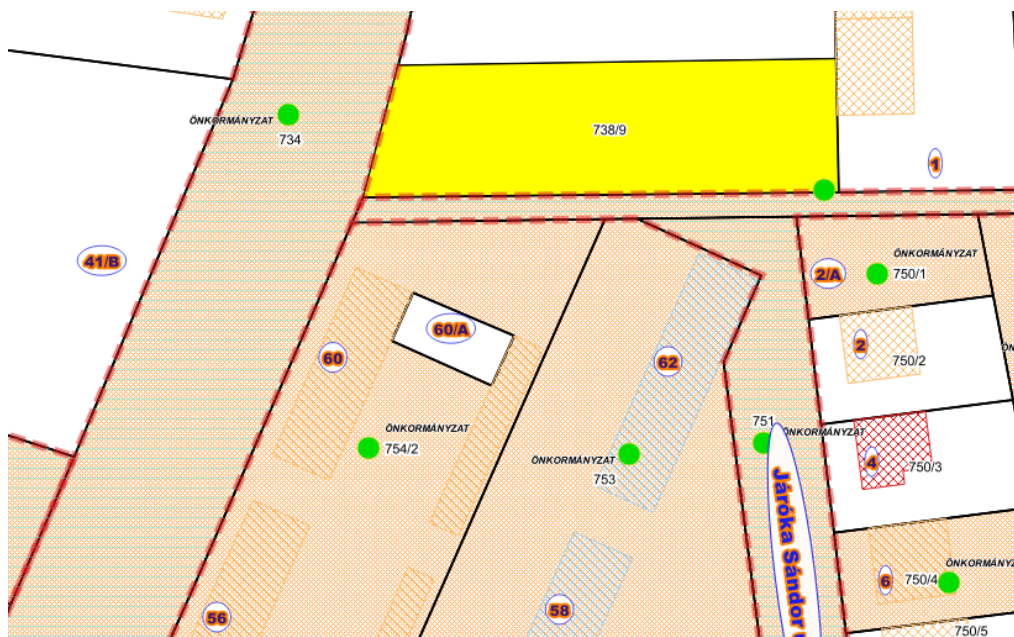 738/9
ÖNKORMÁNYZAT
734
1
41/B
ÖNKORMÁNYZAT
2/A
750/1
60/A
2
60
62
750/2
751
ÖNKORMÁNYZAT
ÖNKORMÁNYZAT
754/2
ÖNKORMÁNYZAT
753
4
750/3
Járóka Sándor u
ÖNKORMÁNYZ
6
750/4
56
58
750/5